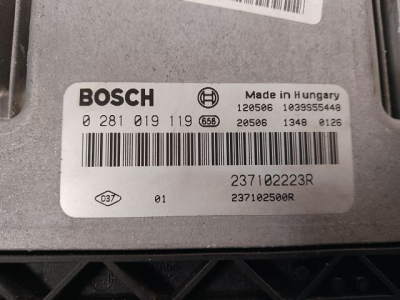 BOSCH Made in Hungary
120506 1039S55448
0 281 019 119 658 20506 1348 0126
237102223R
D37 01 237102500R